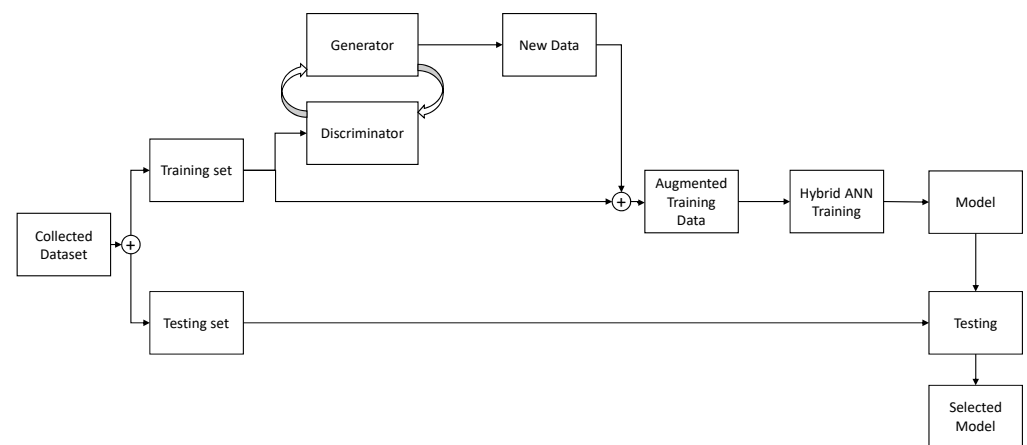 Generator
New Data
Discriminator
Training set
+
Augmented
Training
Data
Hybrid ANN
Training
Model
Collected
Dataset
+
Testing set
Testing
Selected
Model